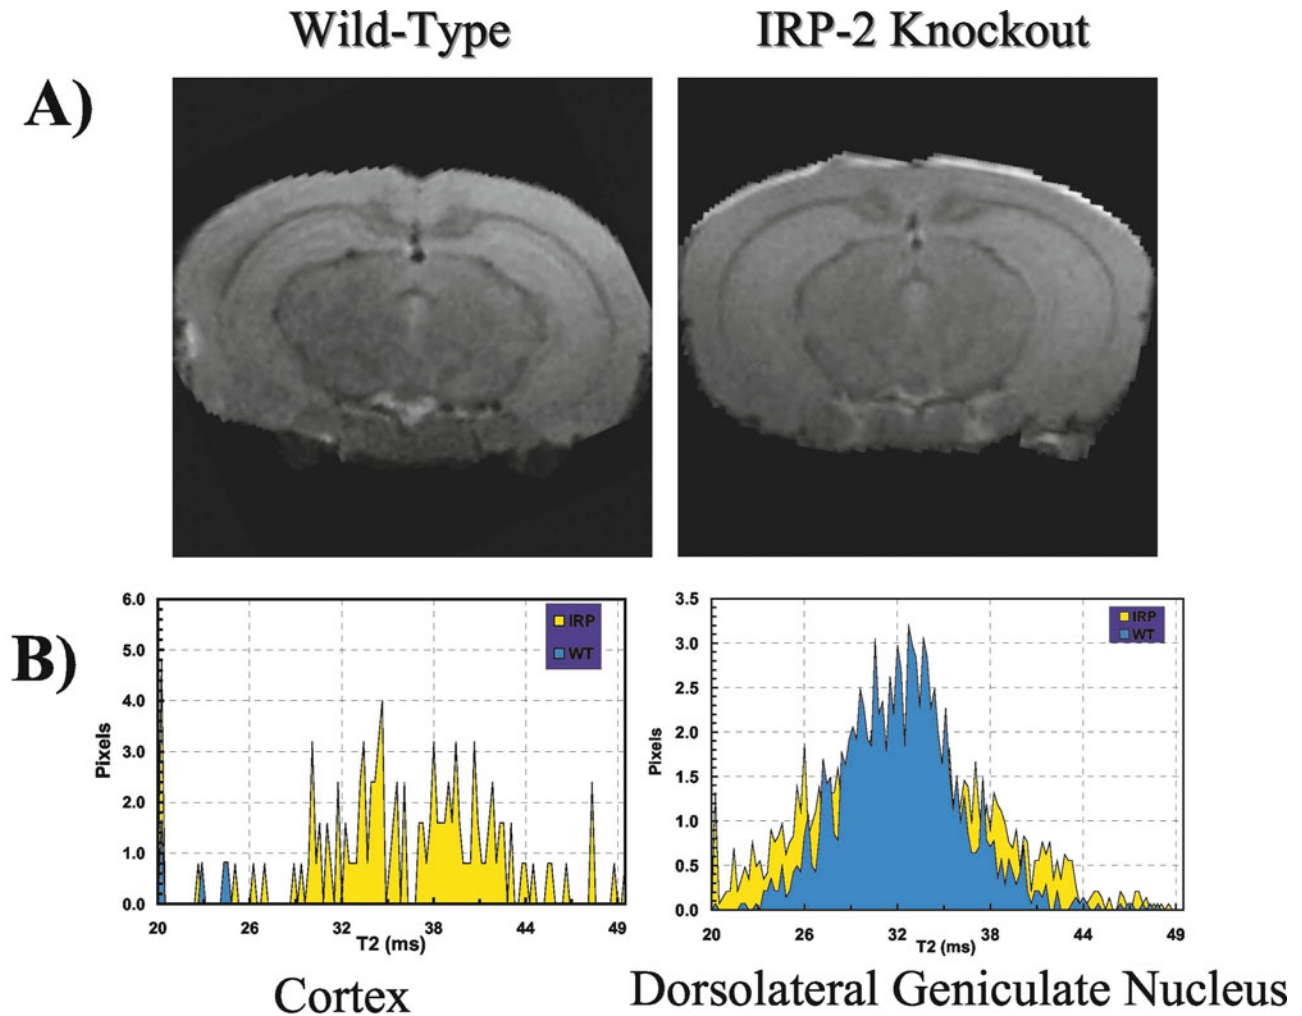 Wild-Type
IRP-2 Knockout
A)
B)
6.0
5.0
4.0
3.0
2.0
1.0
0.0
Pixels
IRP
WT
20
26
32
38
44
49
T2 (ms)
Cortex
3.5
3.0
2.5
2.0
1.5
1.0
0.5
0.0
Pixels
IRP
WT
20
26
32
38
44
49
T2 (ms)
Dorsolateral Geniculate Nucleus